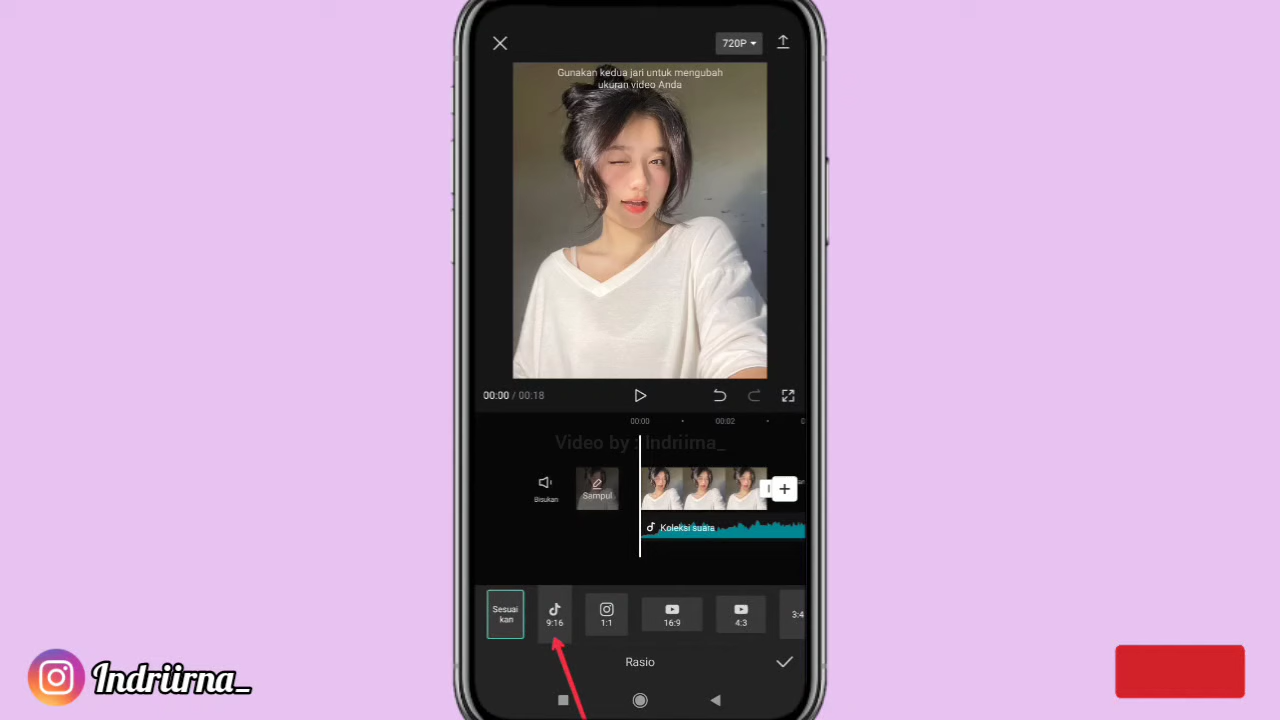 720P
Gunakan kedua jari untuk mengubah
ukuran video Anda
00:00 / 00:18
00:00
00:02
Video by : Indriirna_
Bisukan
Sampul
Koleksi suara
Sesuai
kan
9:16
1:1
16:9
4:3
3:4
Rasio
Indriirna_